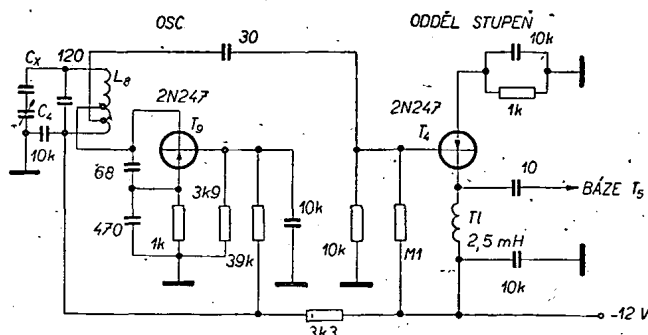 OSC
ODDĚL STUPEŇ
30
10k
120
Cx
L8
2N247
2N247
1k
C4
T9
T4
10k
68
3k9
10
BÁZE T5
10k
Tl
470
2,5 mH
1k
39k
10k
M1
10k
3k3
-12 V